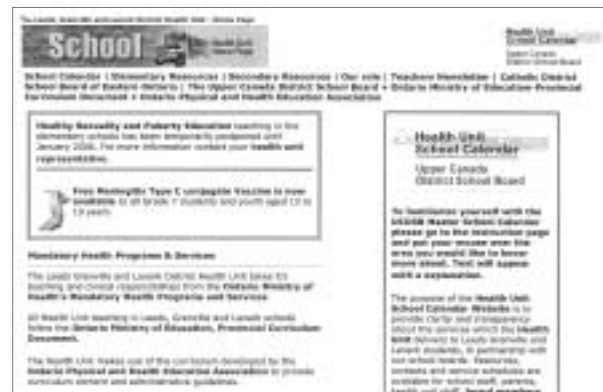 School
Health Unit
School Calendar
Upper Canada
District School Board
School Calendar | Elementary Resources | Secondary Resources | Our role | Teachers Newsletter | Catholic District
School Board of Eastern Ontario | The Upper Canada District School Board • Ontario Ministry of Education-Provincial
Curriculum Document • Ontario Physical and Health Education Association
Healthy Sexuality and Puberty Education teaching in the
elementary schools has been temporarily postponed until
January 2006. For more information contact your health unit
representative.
Free Meningitis Type C conjugate Vaccine is now
available to all Grade 7 students and youth aged 15 to
19 years
Mandatory Health Programs & Services
The Leeds Grenville and Lanark District Health Unit takes it's
teaching and clinical responsibilities from the Ontario Ministry of
Health's Mandatory Health Programs and Services
All Health Unit teaching in Leeds, Grenville and Lanark schools
follow the Ontario Ministry of Education, Provincial Curriculum
Document.
The Health Unit makes use of the curriculum developed by the
Ontario Physical and Health Education Association to provide
curriculum content and administrative guidelines.
Health Unit
School Calendar
Upper Canada
District School Board
To familiarize yourself with the
UCDSB Master School Calendar
please go to the instruction page
and put your mouse over the
area you would like to know
more about. Text will appear
with a explanation.
The purpose of the Health Unit
School Calendar Website is to
provide clarity and transparency
about the services which the Health
Unit delivers to Leeds Grenville and
Lanark students, in partnership with
our school boards. Resources,
contacts and service schedules are
available for school staff, parents,